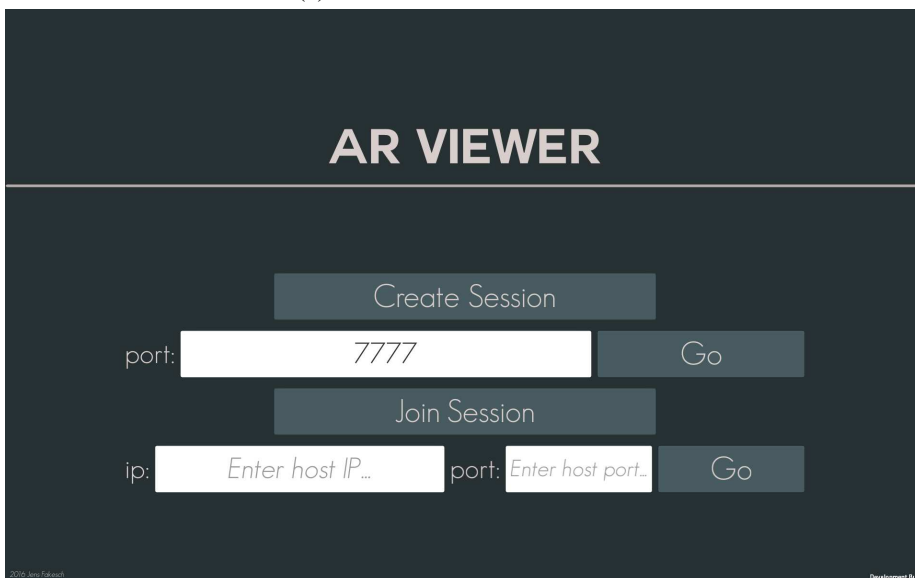 AR VIEWER
Create Session
port: 7777 Go
Join Session
ip: Enter host IP... port: Enter host port... Go
2016 Jens Fakesch
Development